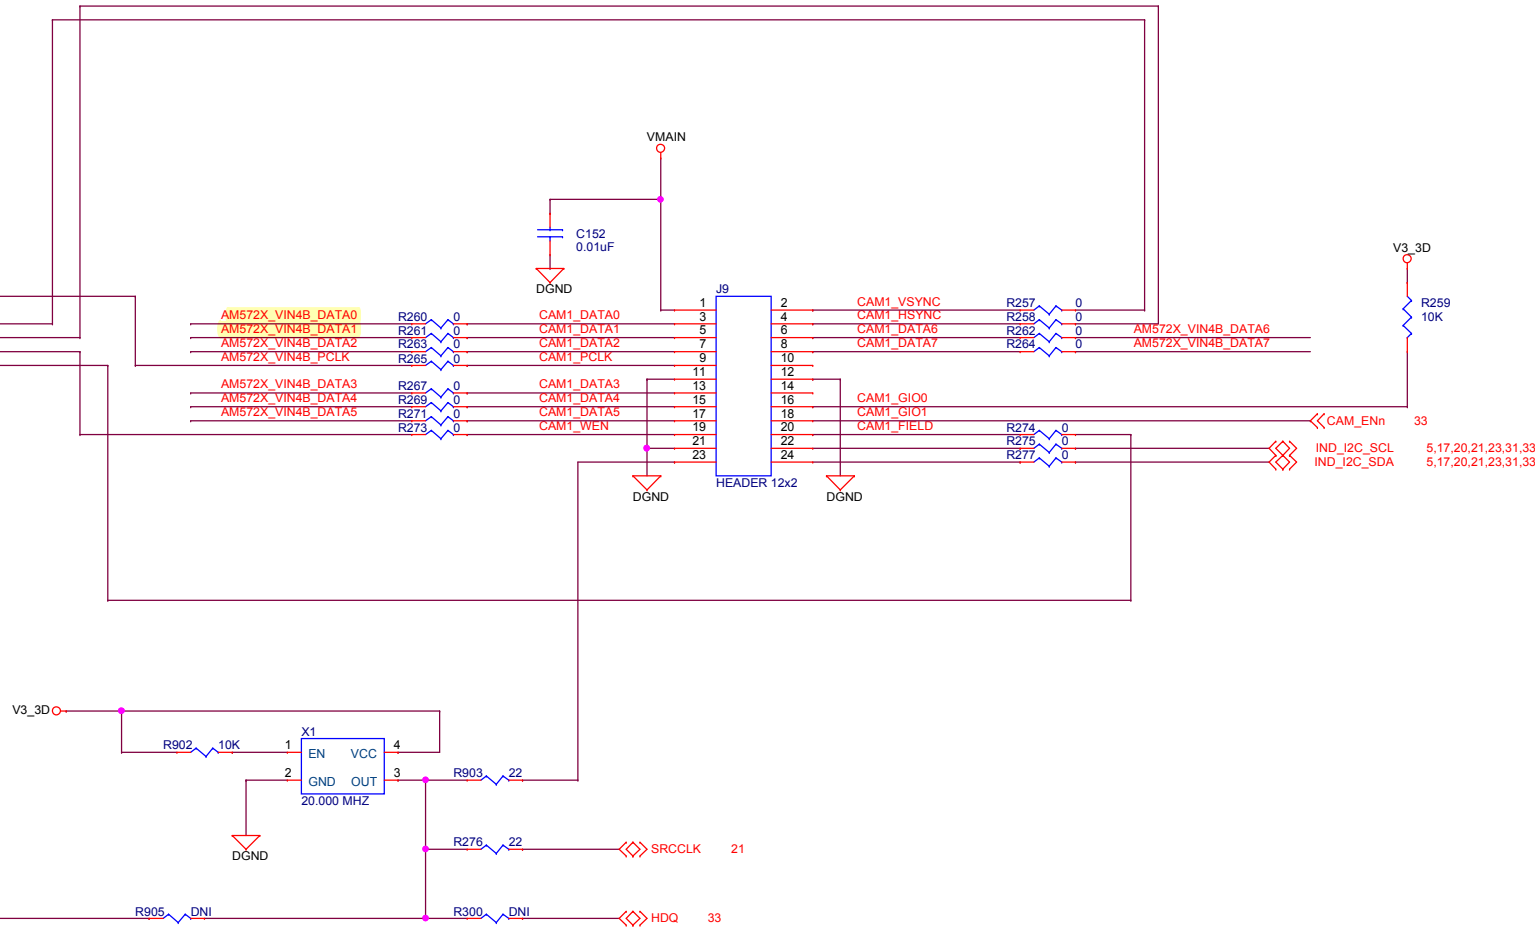 VMAIN
C152
0.01uF
DGND
V3_3D
R259
10K
J9
1 2 CAM1_VSYNC R257 0
AM572X_VIN4B_DATA0 R260 0 CAM1_DATA0 3 4 CAM1_HSYNC R258 0
AM572X_VIN4B_DATA1 R261 0 CAM1_DATA1 5 6 CAM1_DATA6 R262 0 AM572X_VIN4B_DATA6
AM572X_VIN4B_DATA2 R263 0 CAM1_DATA2 7 8 CAM1_DATA7 R264 0 AM572X_VIN4B_DATA7
AM572X_VIN4B_PCLK R265 0 CAM1_PCLK 9 10
11 12
AM572X_VIN4B_DATA3 R267 0 CAM1_DATA3 13 14
AM572X_VIN4B_DATA4 R269 0 CAM1_DATA4 15 16 CAM1_GIO0
AM572X_VIN4B_DATA5 R271 0 CAM1_DATA5 17 18 CAM1_GIO1 CAM_ENn 33
R273 0 CAM1_WEN 19 20 CAM1_FIELD R274 0
21 22 R275 0 IND_I2C_SCL 5,17,20,21,23,31,33
23 24 R277 0 IND_I2C_SDA 5,17,20,21,23,31,33
HEADER 12x2
DGND DGND
V3_3D
X1
R902 10K 1 EN VCC 4
2 GND OUT 3 R903 22
20.000 MHZ
DGND
R276 22 SRCCLK 21
R905 DNI R300 DNI HDQ 33